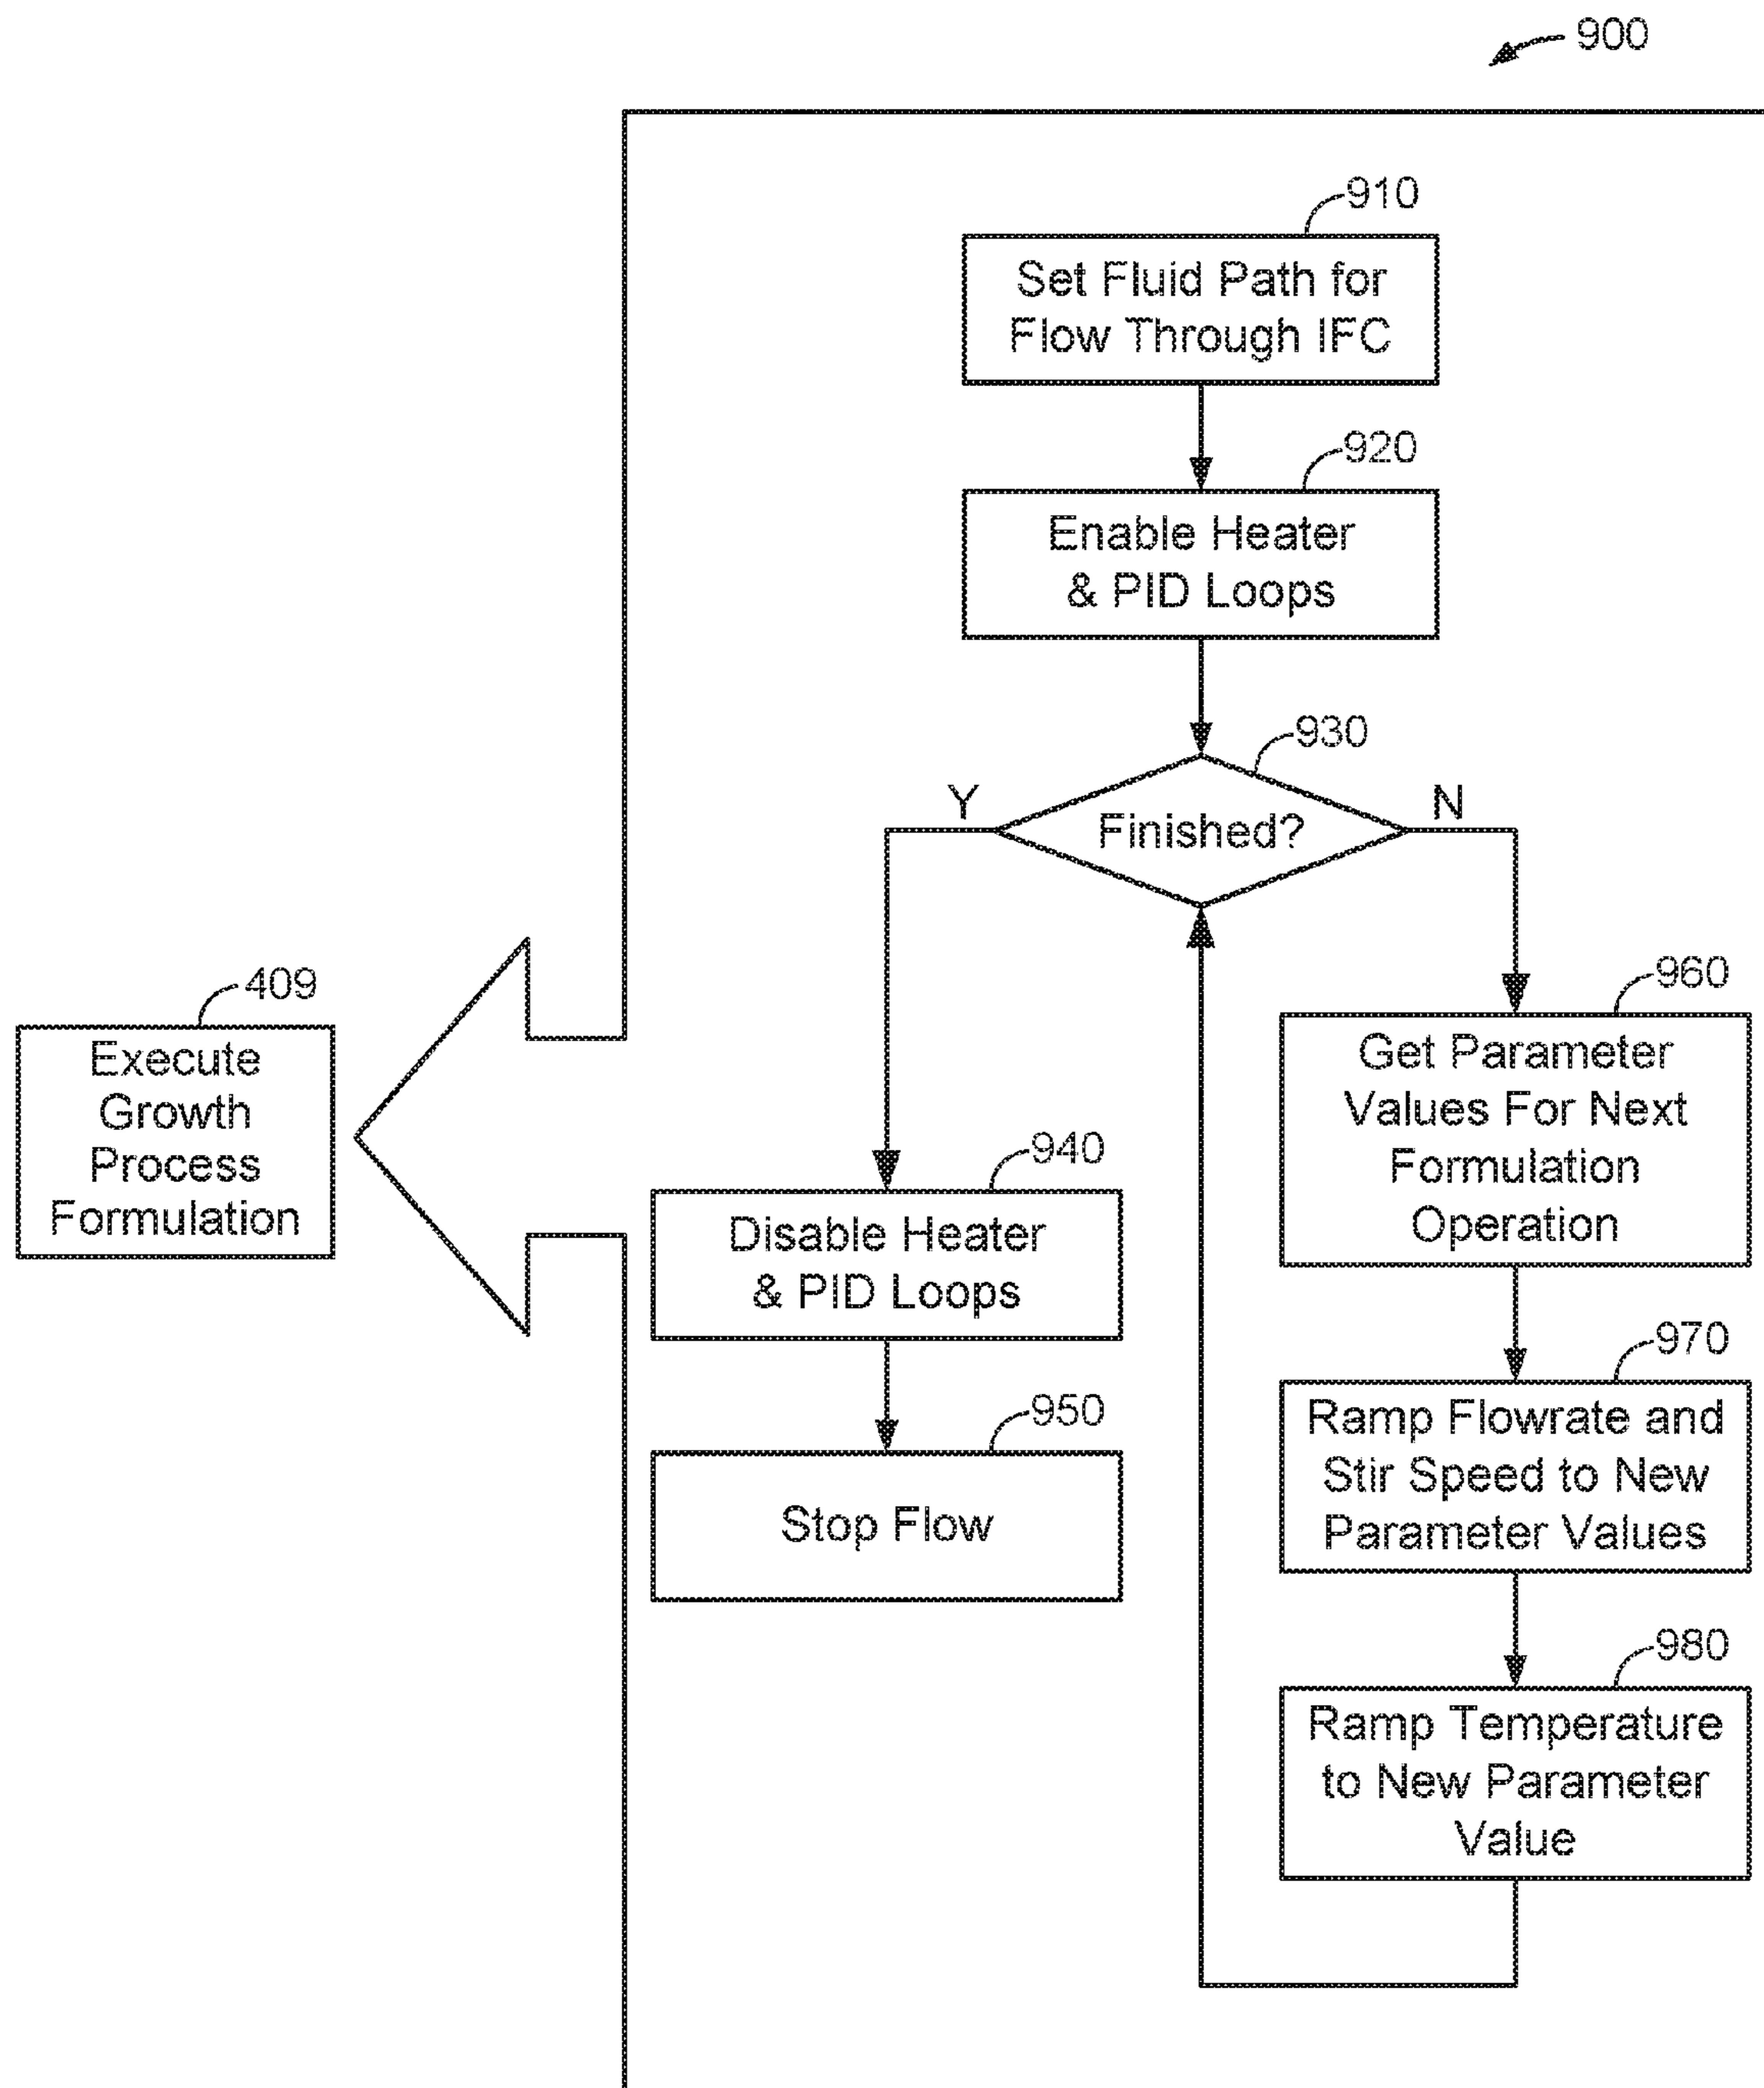 900
910
Set Fluid Path for
Flow Through IFC
920
Enable Heater
& PID Loops
930
Y
Finished?
N
409
Execute
Growth
Process
Formulation
940
Disable Heater
& PID Loops
950
Stop Flow
960
Get Parameter
Values For Next
Formulation
Operation
970
Ramp Flowrate and
Stir Speed to New
Parameter Values
980
Ramp Temperature
to New Parameter
Value